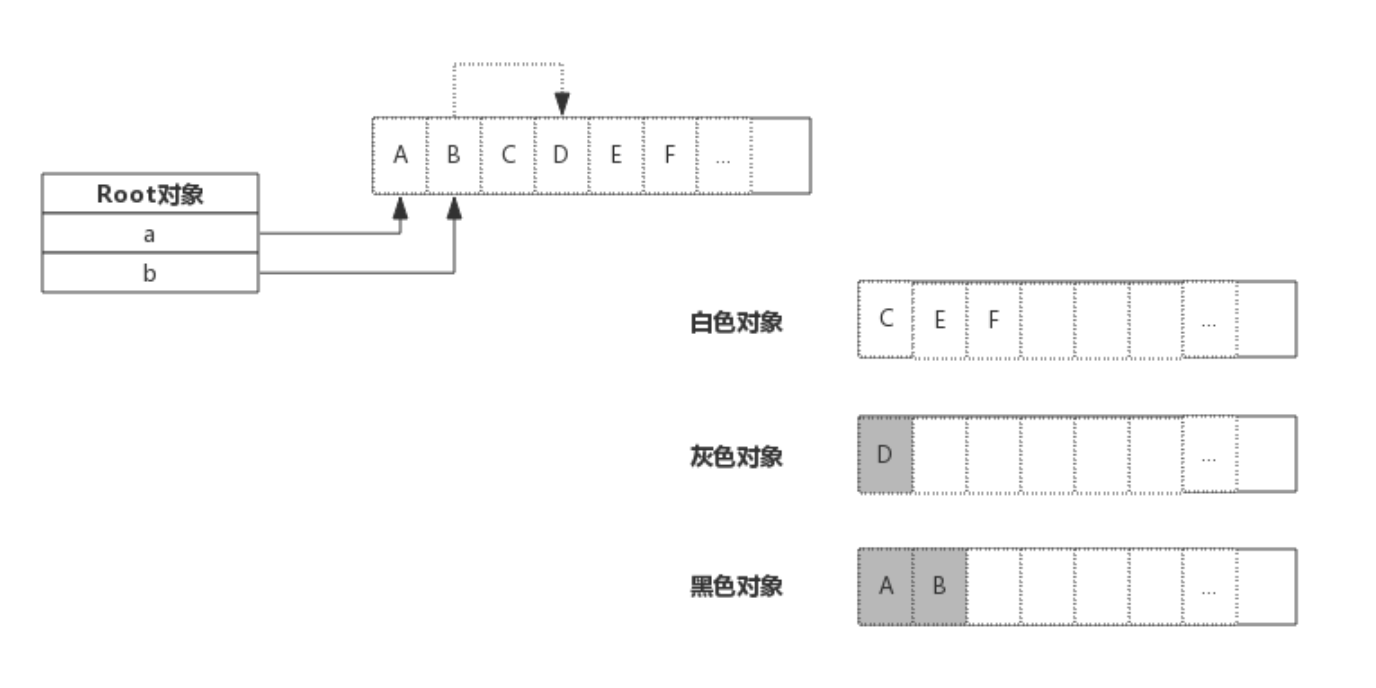 A B C D E F ...
Root对象
a
b
白色对象 C E F ...
灰色对象 D ...
黑色对象 A B ...